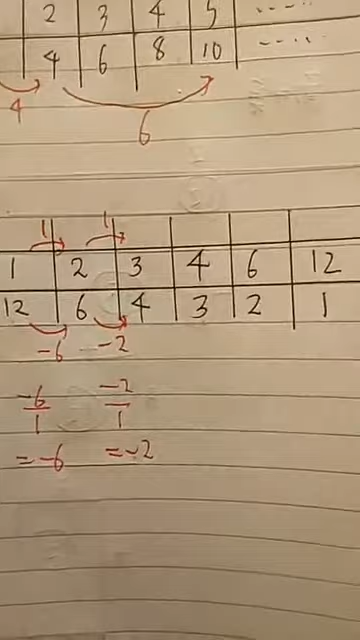 2 3 4 5 .....
4 6 8 10 .....
4 6
1 1
1 2 3 4 6 12
12 6 4 3 2 1
-6 -2
-6/1 -2/1
=-6 =-2